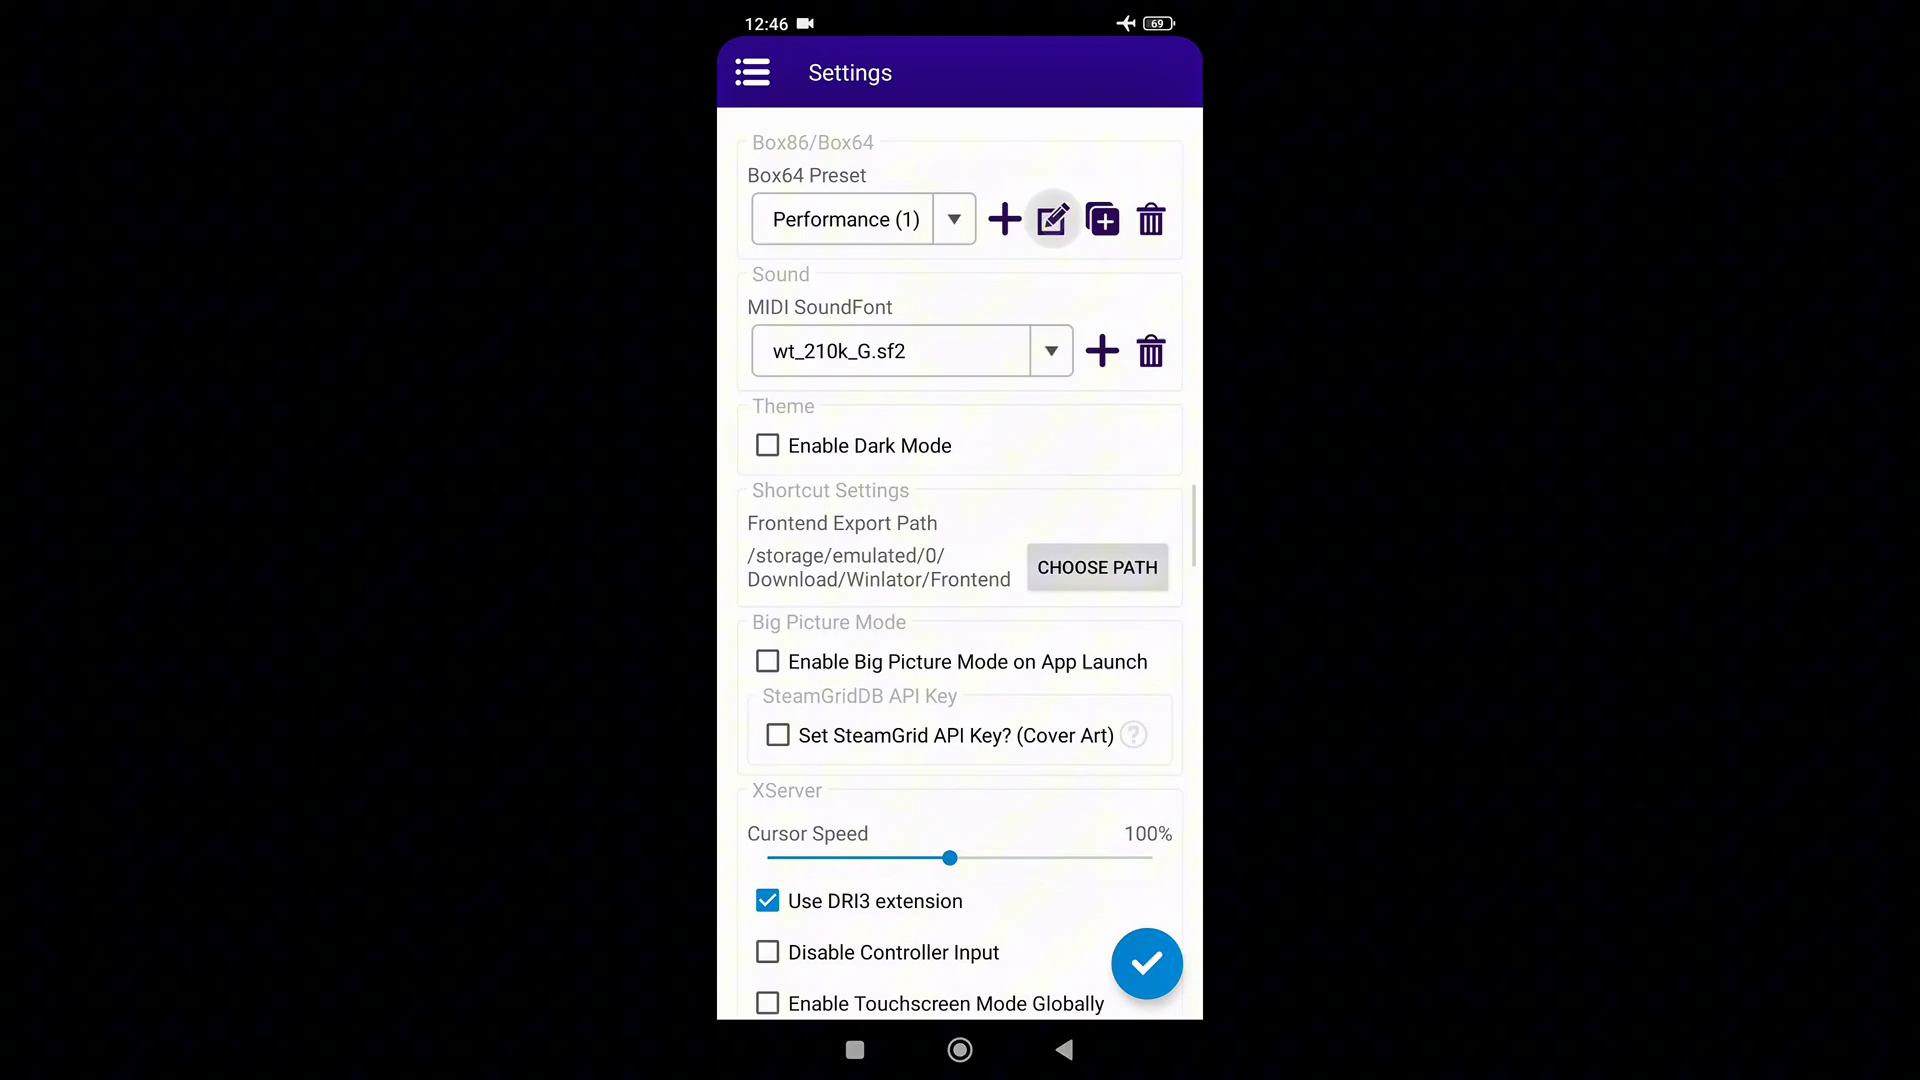 12:46
69
Settings
Box86/Box64
Box64 Preset
Performance (1)
Sound
MIDI SoundFont
wt_210k_G.sf2
Theme
Enable Dark Mode
Shortcut Settings
Frontend Export Path
/storage/emulated/0/
Download/Winlator/Frontend
CHOOSE PATH
Big Picture Mode
Enable Big Picture Mode on App Launch
SteamGridDB API Key
Set SteamGrid API Key? (Cover Art)
?
XServer
Cursor Speed
100%
Use DRI3 extension
Disable Controller Input
Enable Touchscreen Mode Globally